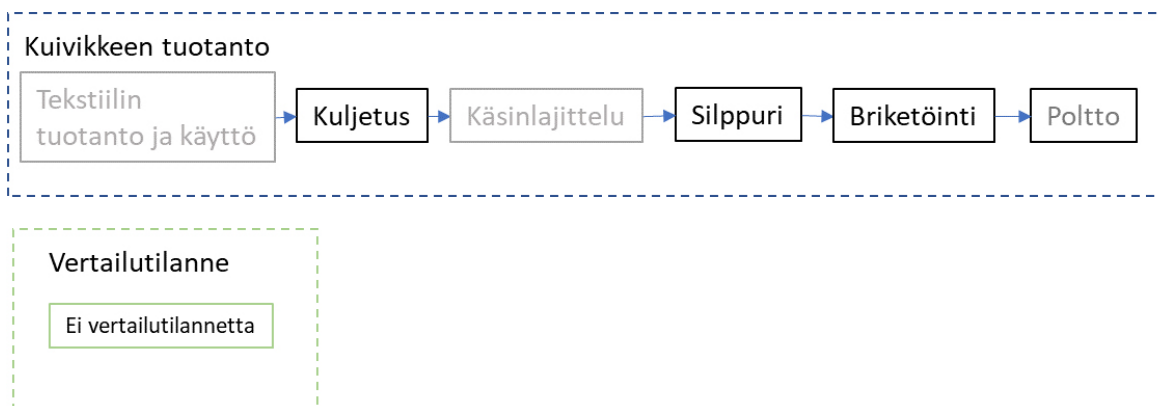 Kuivikkeen tuotanto
Tekstiilin
tuotanto ja käyttö
Kuljetus
Käsinlajittelu
Silppuri
Briketöinti
Poltto
Vertailutilanne
Ei vertailutilannetta